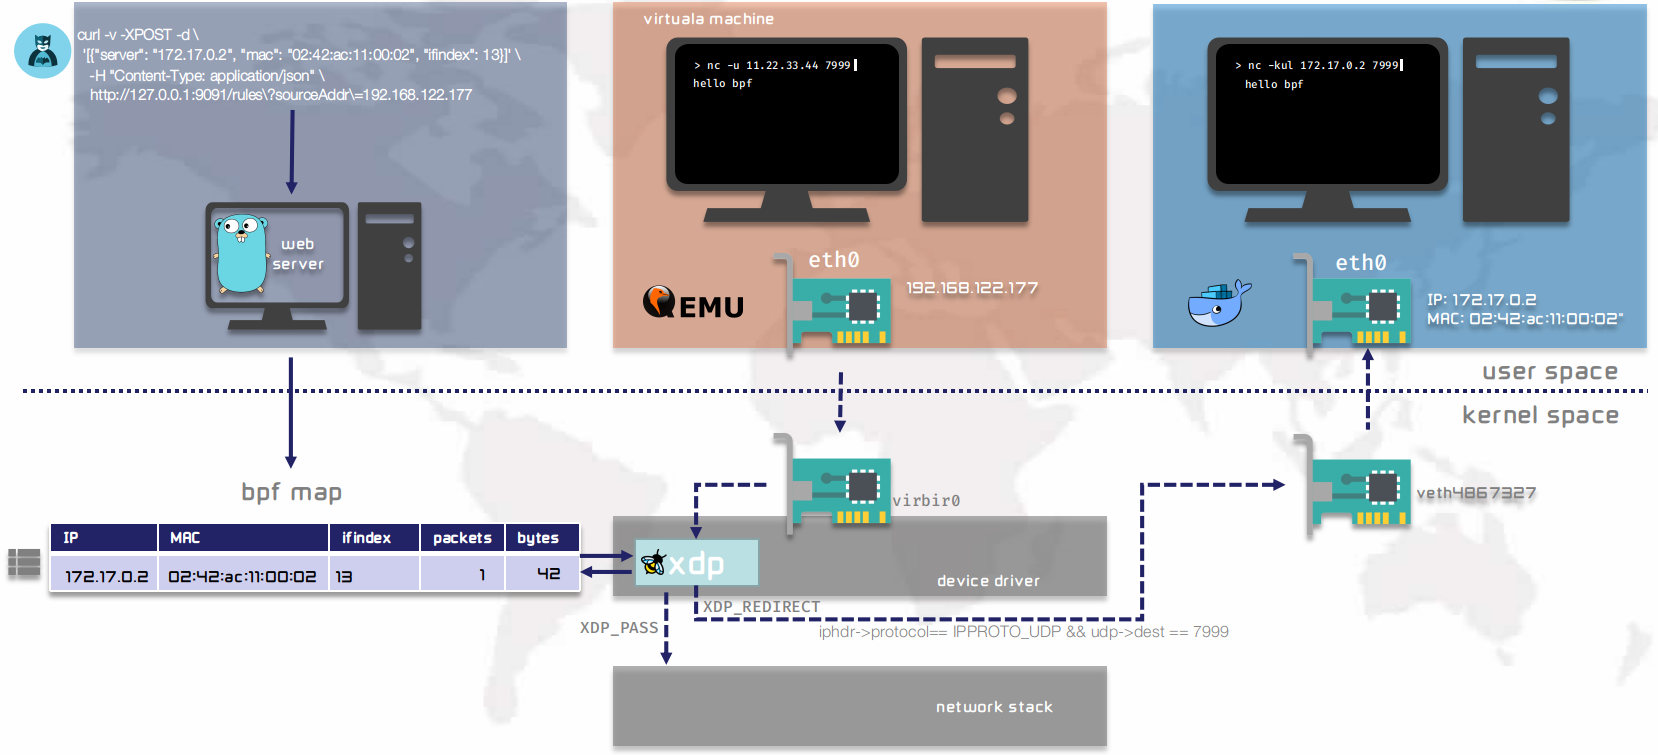 curl -v -XPOST -d \
'[{"server": "172.17.0.2", "mac": "02:42:ac:11:00:02", "ifindex": 13}]' \
-H "Content-Type: application/json" \
http://127.0.0.1:9091/rules\?sourceAddr\=192.168.122.177
web
server
virtuala machine
> nc -u 11.22.33.44 7999
hello bpf
eth0
192.168.122.177
QEMU
> nc -kul 172.17.0.2 7999
hello bpf
eth0
IP: 172.17.0.2
MAC: 02:42:ac:11:00:02"
user space
kernel space
bpf map
IP MAC ifindex packets bytes
172.17.0.2 02:42:ac:11:00:02 13 1 42
virbir0
veth4867327
xdp
device driver
XDP_REDIRECT
XDP_PASS
iphdr->protocol== IPPROTO_UDP && udp->dest == 7999
network stack